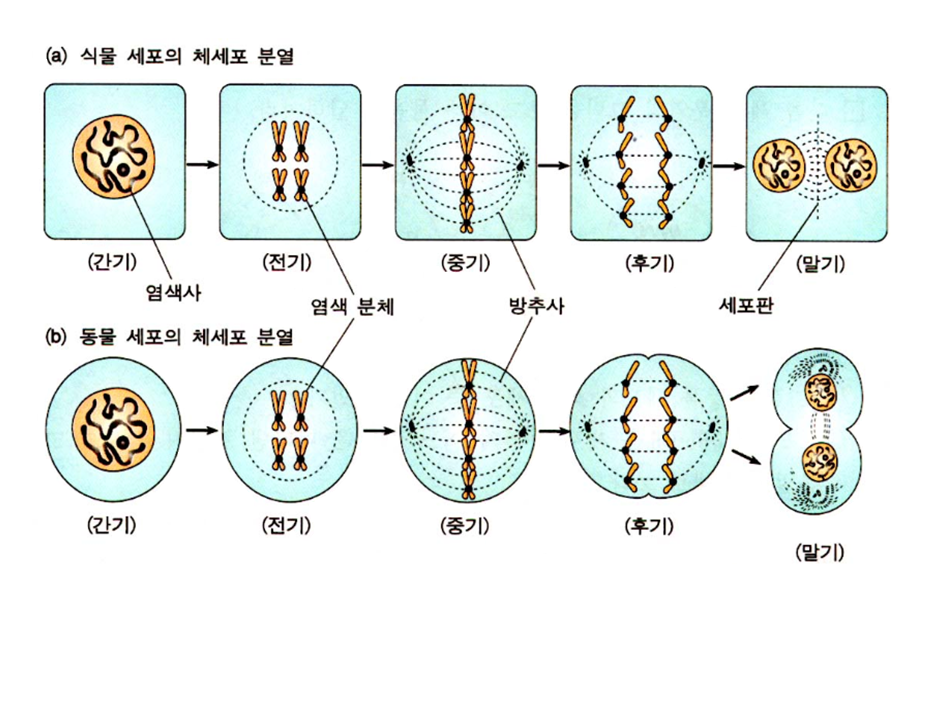 (a) 식물 세포의 체세포 분열
(간기) (전기) (중기) (후기) (말기)
염색사 염색 분체 방추사 세포판
(b) 동물 세포의 체세포 분열
(간기) (전기) (중기) (후기) (말기)